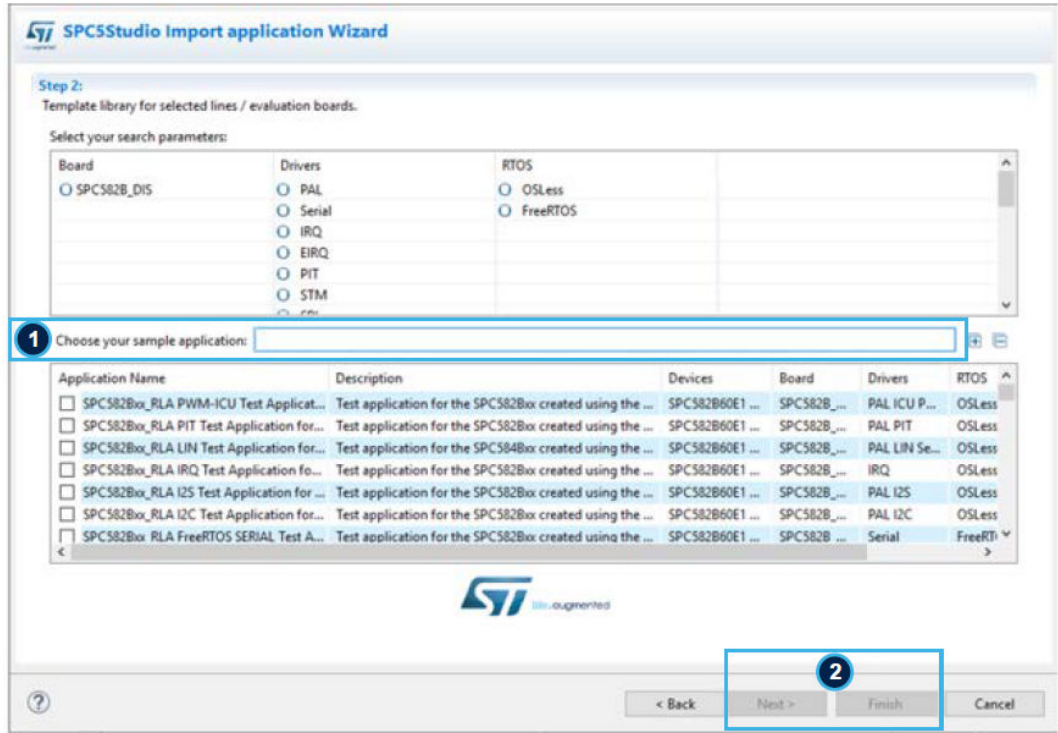 SPC5Studio Import application Wizard
Step 2:
Template library for selected lines / evaluation boards.
Select your search parameters:
Board Drivers RTOS
SPC582B_DIS PAL OSLess
Serial FreeRTOS
IRQ
EIRQ
PIT
STM
1 Choose your sample application:
Application Name Description Devices Board Drivers RTOS
SPC582Bxx_RLA PWM-ICU Test Applicat... Test application for the SPC582Bxx created using the ... SPC582B60E1 ... SPC582B_... PAL ICU P... OSLess
SPC582Bxx_RLA PIT Test Application for... Test application for the SPC582Bxx created using the ... SPC582B60E1 ... SPC582B_... PAL PIT OSLess
SPC582Bxx_RLA LIN Test Application for... Test application for the SPC584Bxx created using the ... SPC582B60E1 ... SPC582B_... PAL LIN Se... OSLess
SPC582Bxx_RLA IRQ Test Application fo... Test application for the SPC582Bxx created using the ... SPC582B60E1 ... SPC582B_... IRQ OSLess
SPC582Bxx_RLA I2S Test Application for ... Test application for the SPC582Bxx created using the ... SPC582B60E1 ... SPC582B_... PAL I2S OSLess
SPC582Bxx_RLA I2C Test Application for... Test application for the SPC582Bxx created using the ... SPC582B60E1 ... SPC582B_... PAL I2C OSLess
SPC582Bxx_RLA FreeRTOS SERIAL Test A... Test application for the SPC582Bxx created using the ... SPC582B60E1 ... SPC582B_... Serial FreeRT
ST life.augmented
2
? < Back Next > Finish Cancel